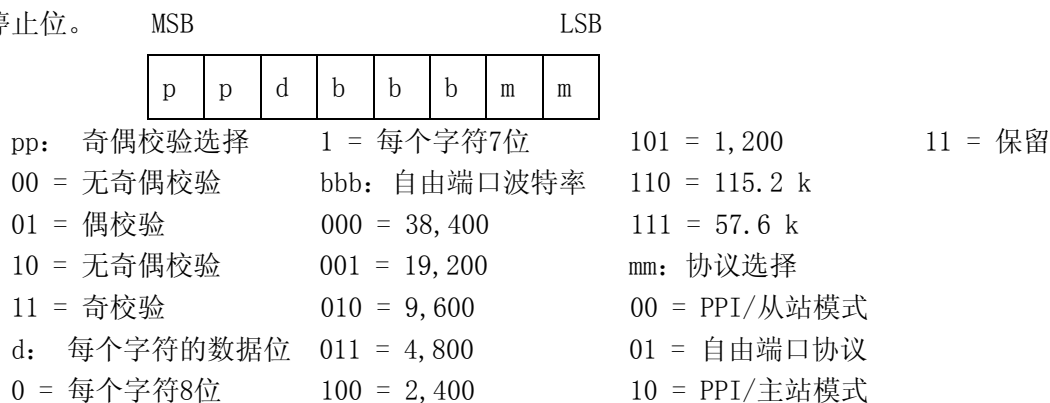 停止位。 MSB LSB
p p d b b b m m
pp： 奇偶校验选择 1 = 每个字符7位 101 = 1,200 11 = 保留
00 = 无奇偶校验 bbb：自由端口波特率 110 = 115.2 k
01 = 偶校验 000 = 38,400 111 = 57.6 k
10 = 无奇偶校验 001 = 19,200 mm：协议选择
11 = 奇校验 010 = 9,600 00 = PPI/从站模式
d： 每个字符的数据位 011 = 4,800 01 = 自由端口协议
0 = 每个字符8位 100 = 2,400 10 = PPI/主站模式